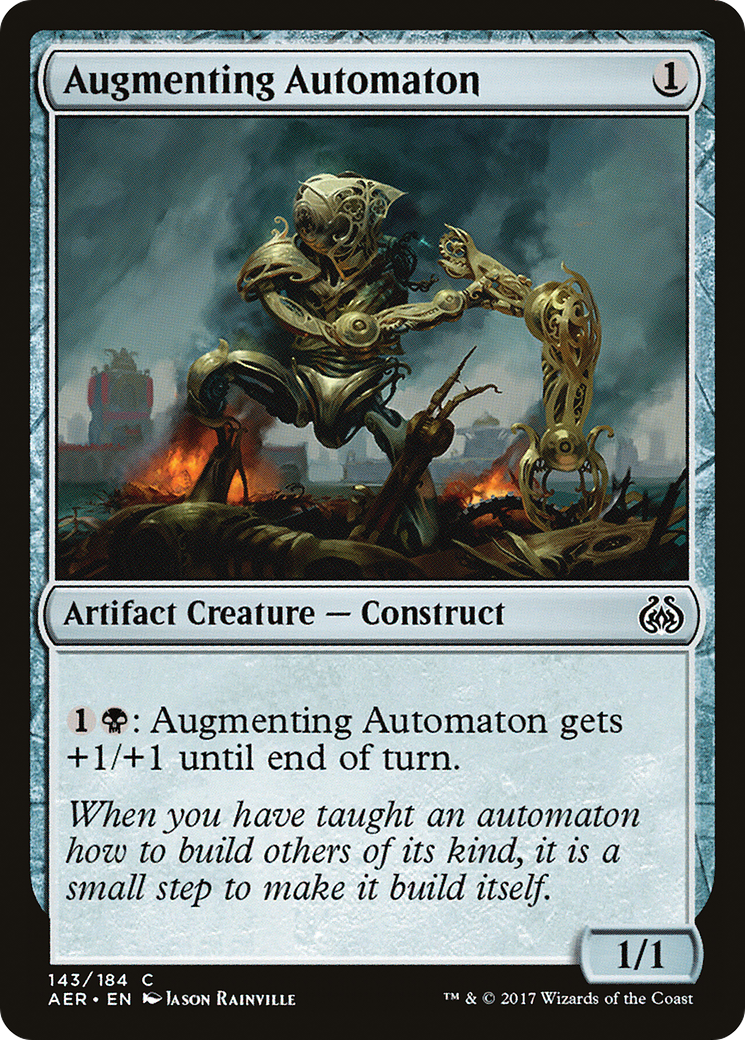 Augmenting Automaton 1
Artifact Creature — Construct
1: Augmenting Automaton gets
+1/+1 until end of turn.
When you have taught an automaton
how to build others of its kind, it is a
small step to make it build itself.
1/1
143/184 C
AER • EN Jason Rainville
™ & © 2017 Wizards of the Coast